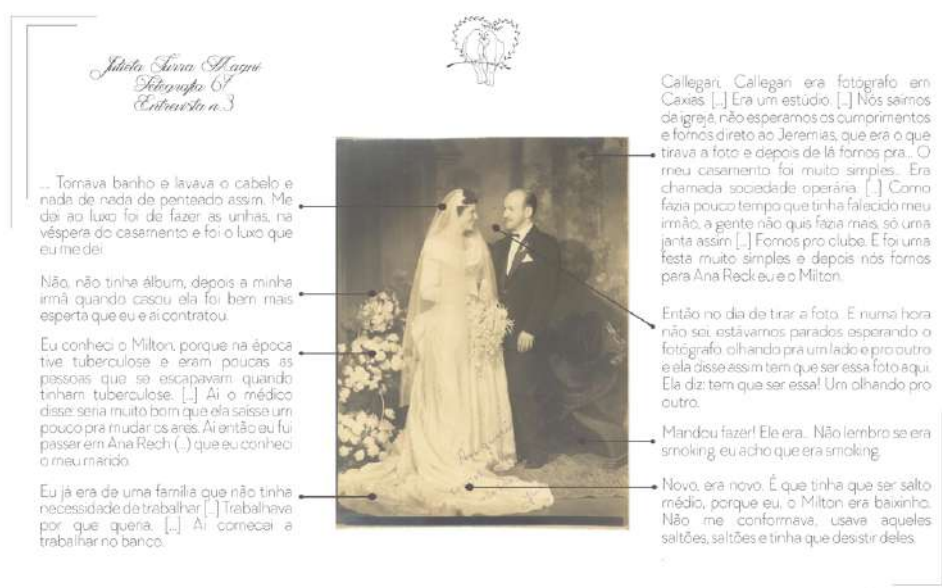 Julieta Turra Magni
Fotografia 67
Entrevista n.3
... Tomava banho e lavava o cabelo e
nada de nada de penteado assim. Me
dei ao luxo foi de fazer as unhas, na
véspera do casamento e foi o luxo que
eu me dei.
Não, não tinha álbum, depois a minha
irmã quando casou ela foi bem mais
esperta que eu e ai contratou.
Eu conheci o Milton, porque na época
tive tuberculose e eram poucas as
pessoas que se escapavam quando
tinham tuberculose. [...] Ai o médico
disse: seria muito bom que ela saisse um
pouco pra mudar os ares. Ai então eu fui
passar em Ana Rech (...) que eu conheci
o meu marido.
Eu já era de uma família que não tinha
necessidade de trabalhar [...] Trabalhava
por que queria. [...] Ai comecei a
trabalhar no banco.
Callegari, Callegari era fotógrafo em
Caxias. [...] Era um estúdio. [...] Nós saímos
da igreja, não esperamos os cumprimentos
e fomos direto ao Jeremias, que era o que
tirava a foto e depois de lá fomos pra... O
meu casamento foi muito simples... Era
chamada sociedade operária. [...] Como
fazia pouco tempo que tinha falecido meu
irmão, a gente não quis fazia mais, só uma
janta assim [...] Fomos pro clube. E foi uma
festa muito simples e depois nós fomos
para Ana Reck eu e o Milton.
Então no dia de tirar a foto. E numa hora
não sei, estávamos parados esperando o
fotógrafo, olhando pra um lado e pro outro
e ela disse assim tem que ser essa foto aqui.
Ela diz: tem que ser essa! Um olhando pro
outro.
Mandou fazer! Ele era... Não lembro se era
smoking, eu acho que era smoking.
Novo, era novo. É que tinha que ser salto
médio, porque eu, o Milton era baixinho.
Não me conformava, usava aqueles
saltões, saltões e tinha que desistir deles.